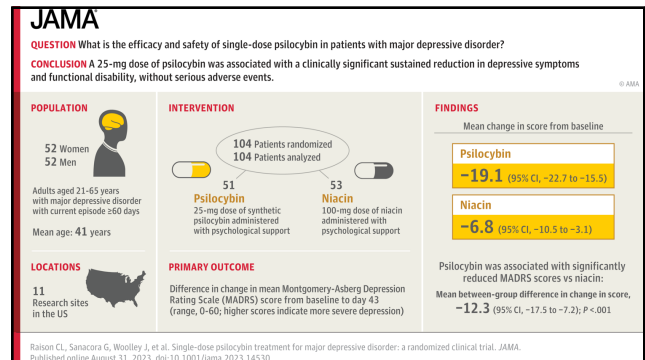 JAMA
QUESTION What is the efficacy and safety of single-dose psilocybin in patients with major depressive disorder?
CONCLUSION A 25-mg dose of psilocybin was associated with a clinically significant sustained reduction in depressive symptoms
and functional disability, without serious adverse events.
© AMA
POPULATION
52 Women
52 Men
Adults aged 21-65 years
with major depressive disorder
with current episode ≥60 days
Mean age: 41 years
LOCATIONS
11
Research sites
in the US
INTERVENTION
104 Patients randomized
104 Patients analyzed
51
Psilocybin
25-mg dose of synthetic
psilocybin administered
with psychological support
53
Niacin
100-mg dose of niacin
administered with
psychological support
PRIMARY OUTCOME
Difference in change in mean Montgomery-Asberg Depression
Rating Scale (MADRS) score from baseline to day 43
(range, 0-60; higher scores indicate more severe depression)
FINDINGS
Mean change in score from baseline
Psilocybin
−19.1 (95% CI, −22.7 to −15.5)
Niacin
−6.8 (95% CI, −10.5 to −3.1)
Psilocybin was associated with significantly
reduced MADRS scores vs niacin:
Mean between-group difference in change in score,
−12.3 (95% CI, −17.5 to −7.2); P <.001
Raison CL, Sanacora G, Woolley J, et al. Single-dose psilocybin treatment for major depressive disorder: a randomized clinical trial. JAMA.
Published online August 31, 2023. doi:10.1001/jama.2023.14530